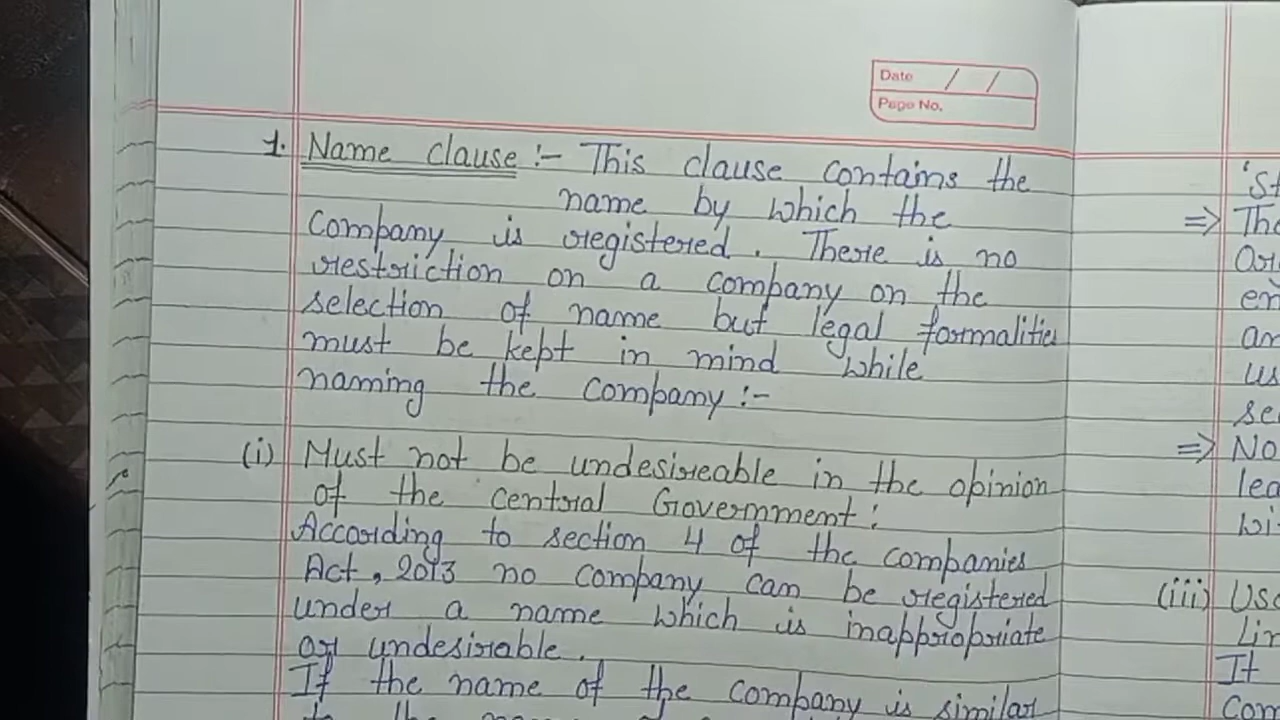 Date / /
Page No.
1. Name clause :- This clause contains the
name by which the
Company is registered. There is no
restriction on a company on the
selection of name but legal formalities
must be kept in mind while
naming the company :-
(i) Must not be undesireable in the opinion
of the central Government :
According to section 4 of the companies
Act, 2013 no company can be registered
under a name which is inappropriate
or undesirable.
If the name of the company is similar
⇒
⇒ No
(iii)
It